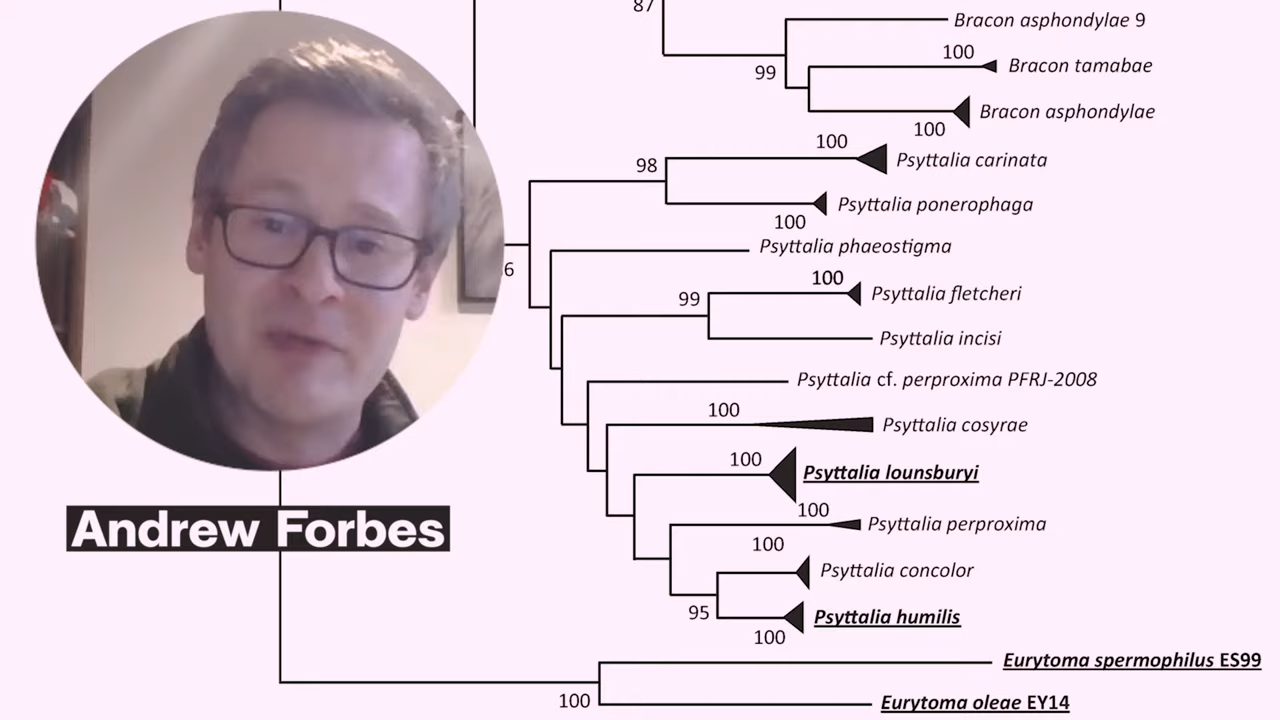 87
Bracon asphondylae 9
100
Bracon tamabae
99
Bracon asphondylae
100
100
Psyttalia carinata
98
Psyttalia ponerophaga
100
Psyttalia phaeostigma
6
100
Psyttalia fletcheri
99
Psyttalia incisi
Psyttalia cf. perproxima PFRJ-2008
100
Psyttalia cosyrae
100
Psyttalia lounsburyi
100
Psyttalia perproxima
Andrew Forbes
100
Psyttalia concolor
95
Psyttalia humilis
100
Eurytoma spermophilus ES99
100
Eurytoma oleae EY14